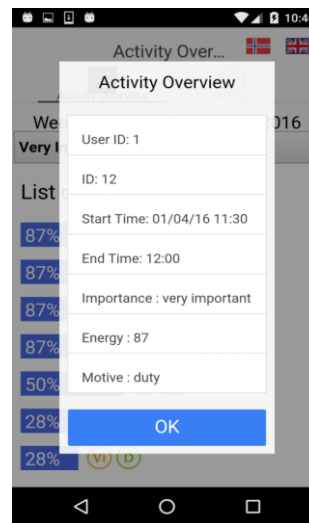 10:4
Activity Over...
Activity Overview
Wee
016
Very I
List
User ID: 1
ID: 12
Start Time: 01/04/16 11:30
End Time: 12:00
Importance : very important
Energy : 87
Motive : duty
OK
87%
87%
87%
87%
50%
28%
28%
VI
D